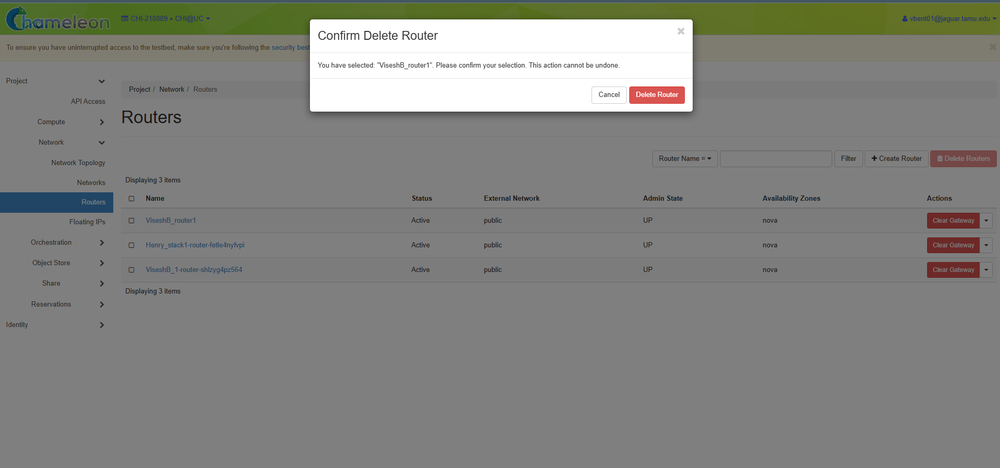 Chameleon
CHI-210889 • CHI@UC
vbent01@jaguar.tamu.edu
To ensure you have uninterrupted access to the testbed, make sure you're following the security best
Confirm Delete Router
You have selected: "ViseshB_router1". Please confirm your selection. This action cannot be undone.
Cancel
Delete Router
Project
API Access
Compute
Network
Network Topology
Networks
Routers
Floating IPs
Orchestration
Object Store
Share
Reservations
Identity
Project / Network / Routers
Routers
Router Name =
Filter
Create Router
Delete Routers
Displaying 3 items
Name Status External Network Admin State Availability Zones Actions
ViseshB_router1 Active public UP nova Clear Gateway
Henry_stack1-router-fetle4nyfvpi Active public UP nova Clear Gateway
ViseshB_1-router-shlzyg4pz564 Active public UP nova Clear Gateway
Displaying 3 items